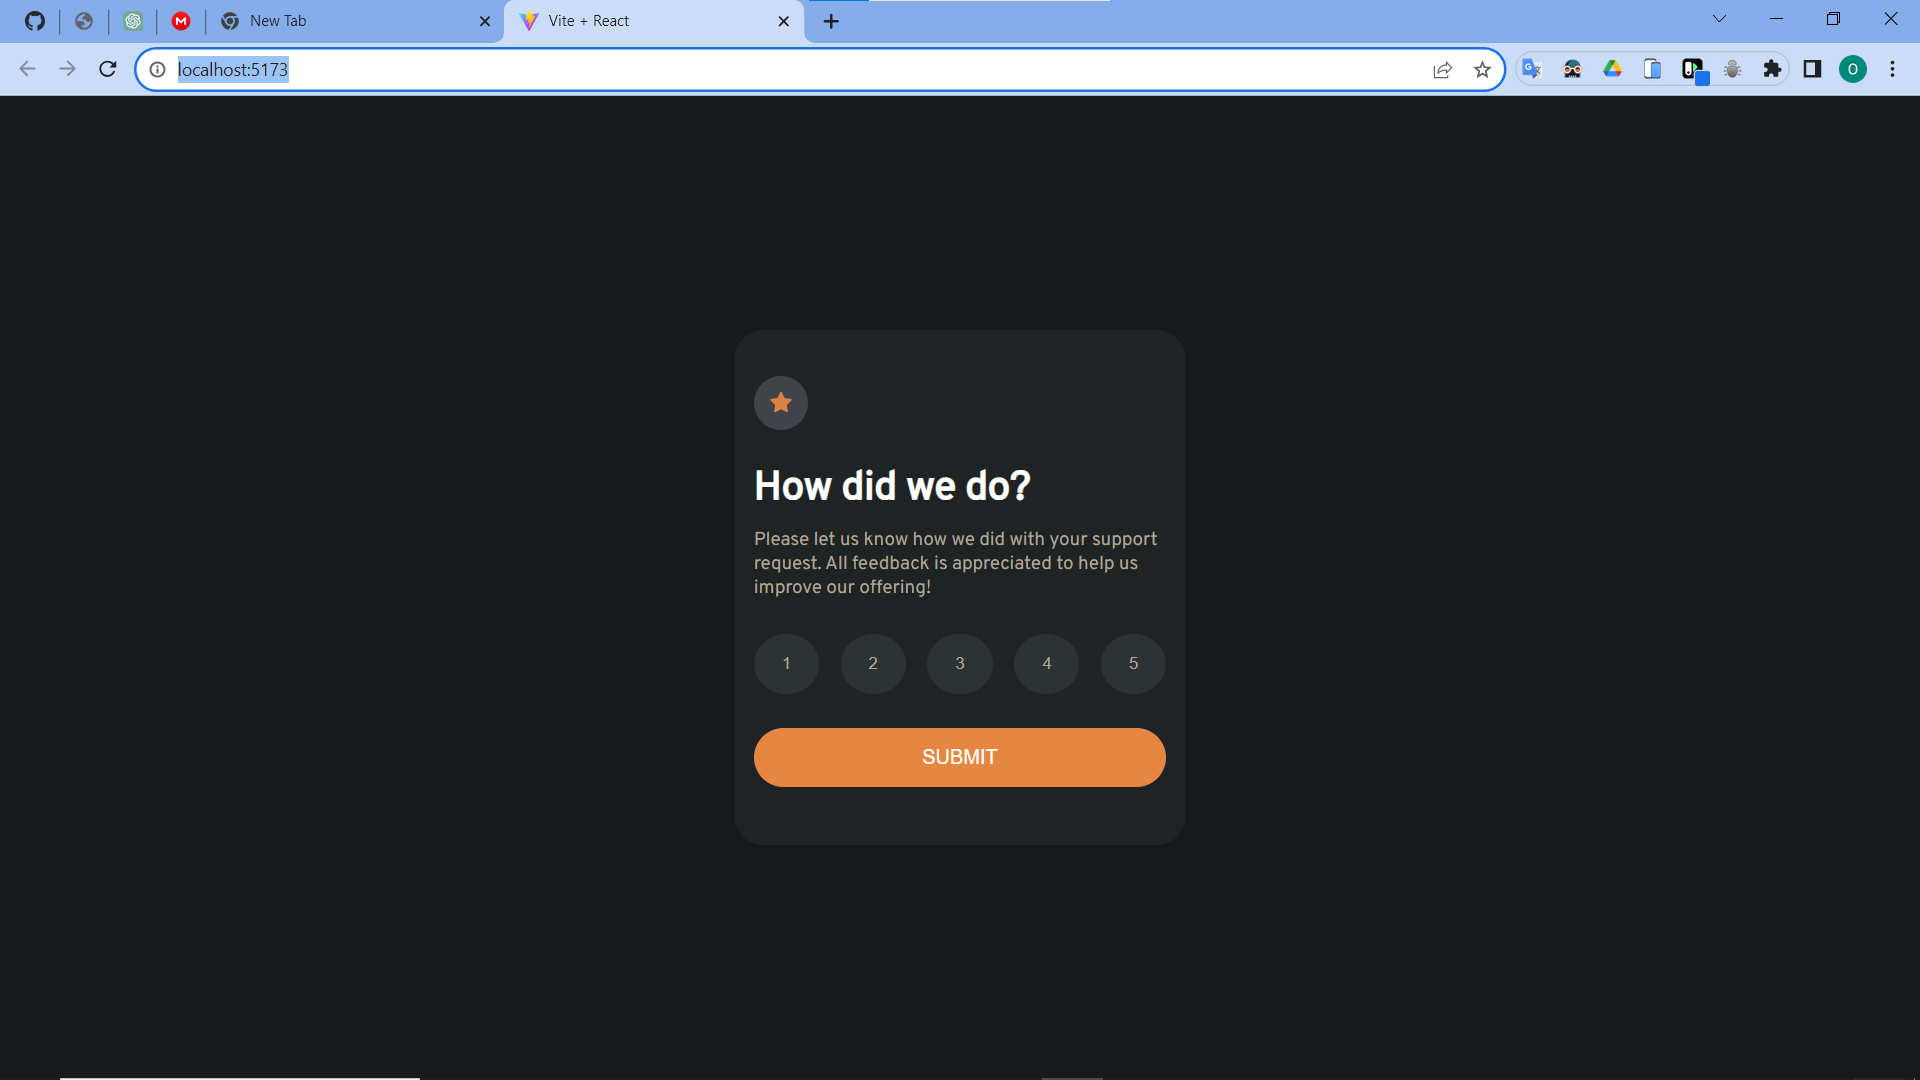 New Tab
Vite + React
localhost:5173
O
How did we do?
Please let us know how we did with your support
request. All feedback is appreciated to help us
improve our offering!
1 2 3 4 5
SUBMIT